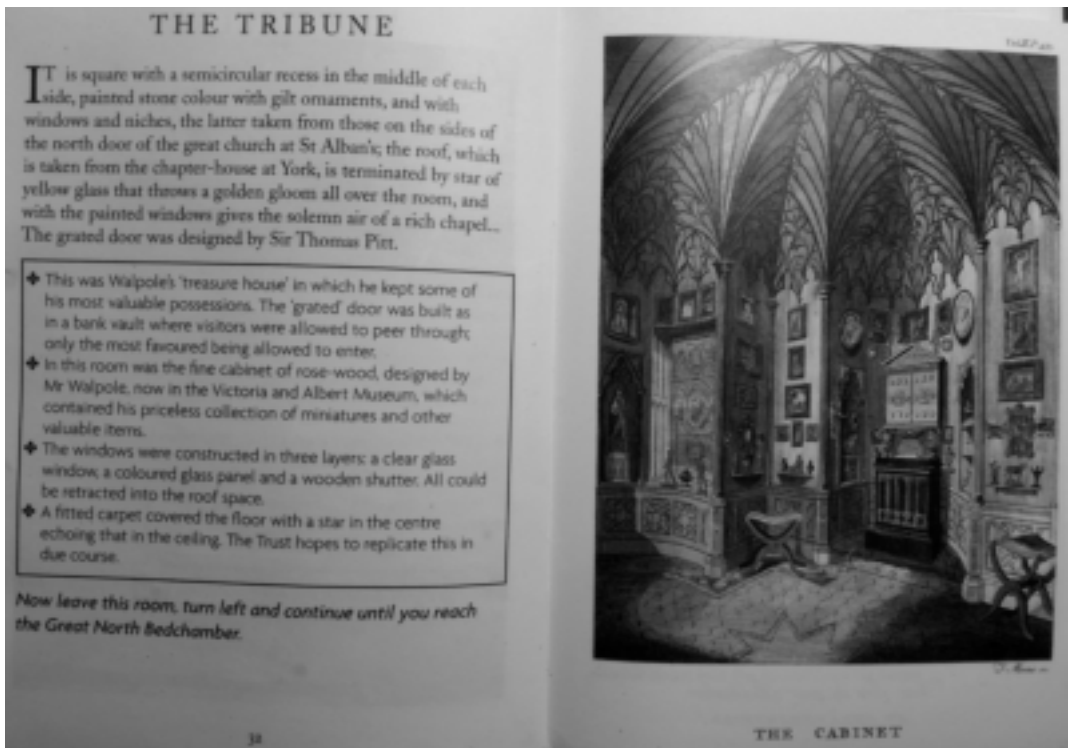 THE TRIBUNE
IT is square with a semicircular recess in the middle of each
side, painted stone colour with gilt ornaments, and with
windows and niches, the latter taken from those on the sides of
the north door of the great church at St Alban's; the roof, which
is taken from the chapter-house at York, is terminated by star of
yellow glass that throws a golden gloom all over the room, and
with the painted windows gives the solemn air of a rich chapel...
The grated door was designed by Sir Thomas Pitt.
✤ This was Walpole's 'treasure house' in which he kept some of
his most valuable possessions. The 'grated' door was built as
in a bank vault where visitors were allowed to peer through;
only the most favoured being allowed to enter.
✤ In this room was the fine cabinet of rose-wood, designed by
Mr Walpole, now in the Victoria and Albert Museum, which
contained his priceless collection of miniatures and other
valuable items.
✤ The windows were constructed in three layers: a clear glass
window, a coloured glass panel and a wooden shutter. All could
be retracted into the roof space.
✤ A fitted carpet covered the floor with a star in the centre
echoing that in the ceiling. The Trust hopes to replicate this in
due course.
Now leave this room, turn left and continue until you reach
the Great North Bedchamber.
32
THE CABINET